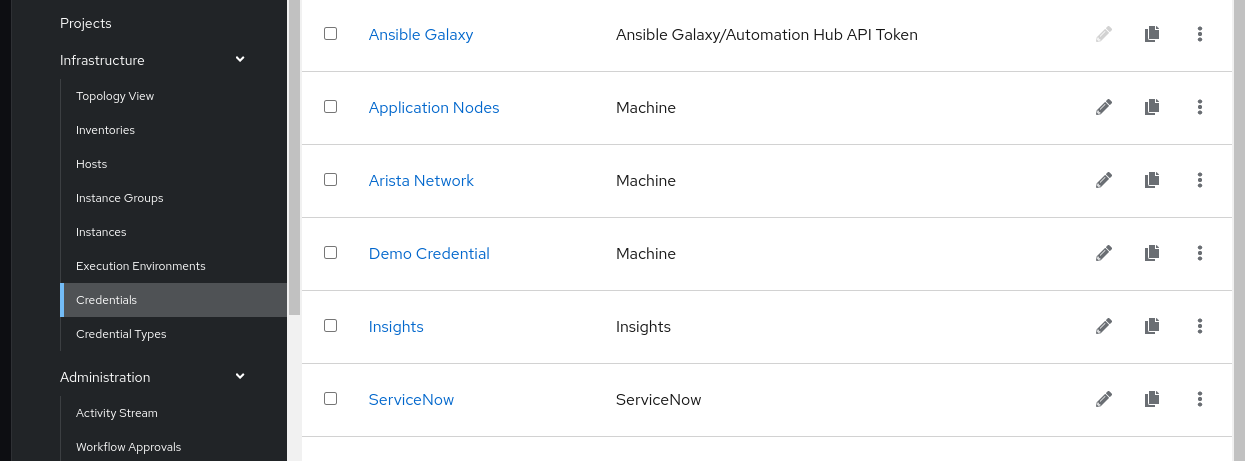 Projects
Infrastructure
Topology View
Inventories
Hosts
Instance Groups
Instances
Execution Environments
Credentials
Credential Types
Administration
Activity Stream
Workflow Approvals
Ansible Galaxy Ansible Galaxy/Automation Hub API Token
Application Nodes Machine
Arista Network Machine
Demo Credential Machine
Insights Insights
ServiceNow ServiceNow